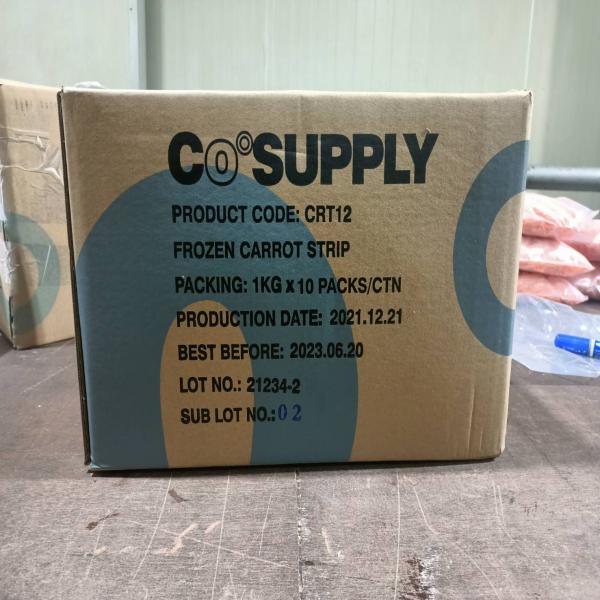 Co°SUPPLY
PRODUCT CODE: CRT12
FROZEN CARROT STRIP
PACKING: 1KG x 10 PACKS/CTN
PRODUCTION DATE: 2021.12.21
BEST BEFORE: 2023.06.20
LOT NO.: 21234-2
SUB LOT NO.: 02